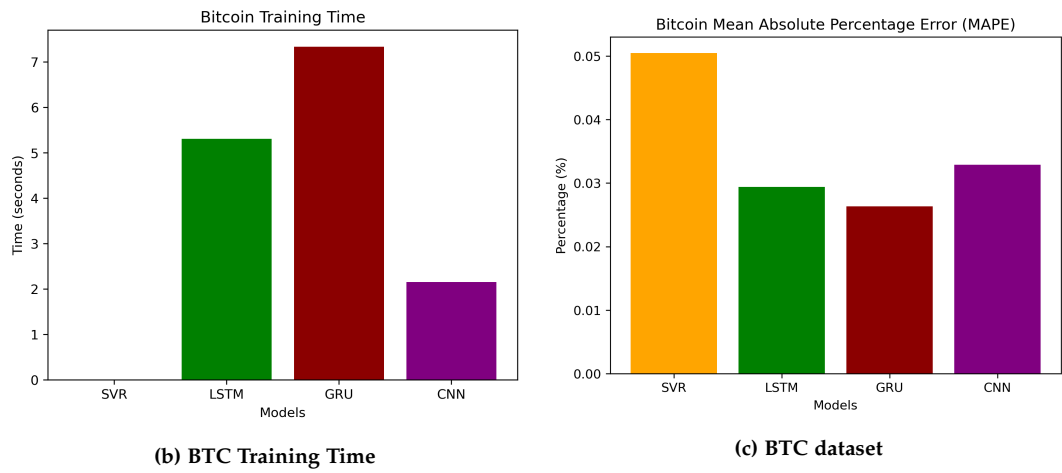 Bitcoin Training Time
7
6
5
4
3
2
1
0
Time (seconds)
SVR LSTM GRU CNN
Models
(b) BTC Training Time
Bitcoin Mean Absolute Percentage Error (MAPE)
0.05
0.04
0.03
0.02
0.01
0.00
Percentage (%)
SVR LSTM GRU CNN
Models
(c) BTC dataset